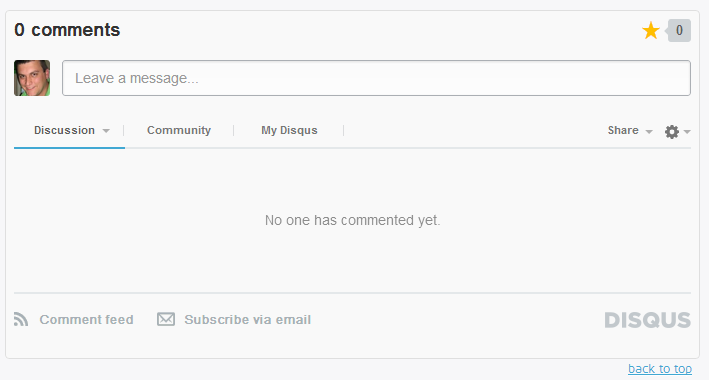 0 comments
0
Leave a message...
Discussion
Community
My Disqus
Share
No one has commented yet.
Comment feed
Subscribe via email
DISQUS
back to top